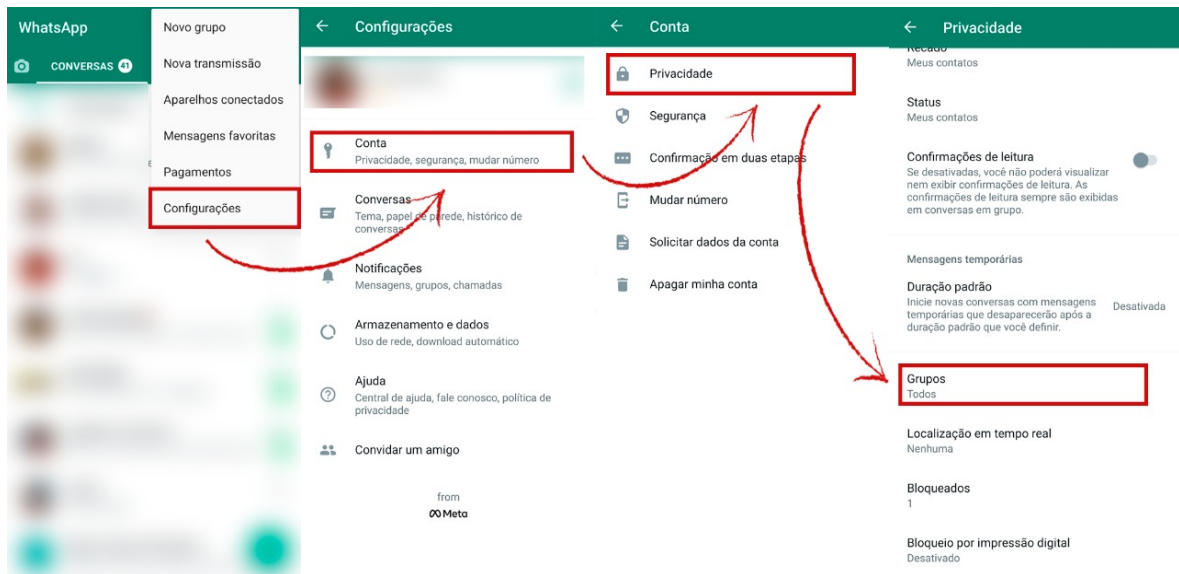 WhatsApp
CONVERSAS 41
Novo grupo
Nova transmissão
Aparelhos conectados
Mensagens favoritas
Pagamentos
Configurações
Configurações
Conta
Privacidade, segurança, mudar número
Conversas
Tema, papel de parede, histórico de
conversas
Notificações
Mensagens, grupos, chamadas
Armazenamento e dados
Uso de rede, download automático
Ajuda
Central de ajuda, fale conosco, política de
privacidade
Convidar um amigo
from
Meta
Conta
Privacidade
Segurança
Confirmação em duas etapas
Mudar número
Solicitar dados da conta
Apagar minha conta
Privacidade
Recado
Meus contatos
Status
Meus contatos
Confirmações de leitura
Se desativadas, você não poderá visualizar
nem exibir confirmações de leitura. As
confirmações de leitura sempre são exibidas
em conversas em grupo.
Mensagens temporárias
Duração padrão
Inicie novas conversas com mensagens
temporárias que desaparecerão após a
duração padrão que você definir.
Desativada
Grupos
Todos
Localização em tempo real
Nenhuma
Bloqueados
1
Bloqueio por impressão digital
Desativado